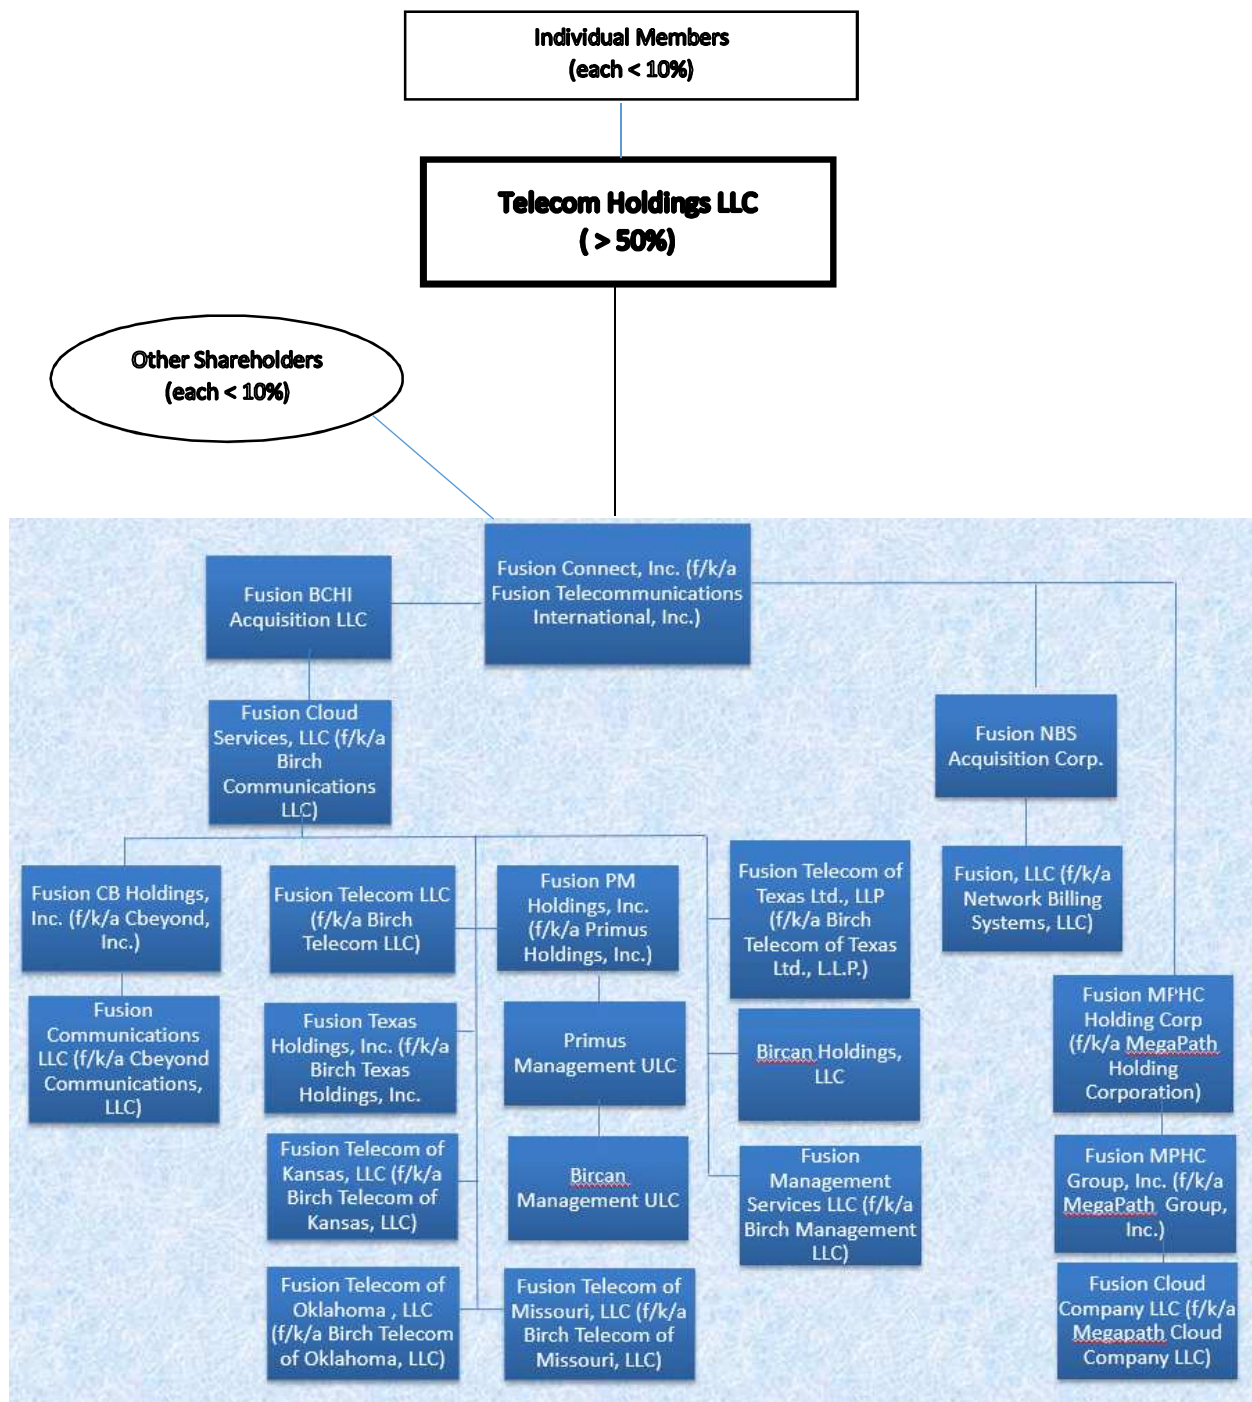 Individual Members
(each < 10%)
Telecom Holdings LLC
( > 50%)
Other Shareholders
(each < 10%)
Fusion Connect, Inc. (f/k/a
Fusion Telecommunications
International, Inc.)
Fusion BCHI
Acquisition LLC
Fusion Cloud
Services, LLC (f/k/a
Birch
Communications
LLC)
Fusion NBS
Acquisition Corp.
Fusion CB Holdings,
Inc. (f/k/a Cbeyond,
Inc.)
Fusion Telecom LLC
(f/k/a Birch
Telecom LLC)
Fusion PM
Holdings, Inc.
(f/k/a Primus
Holdings, Inc.)
Fusion Telecom of
Texas Ltd., LLP
(f/k/a Birch
Telecom of Texas
Ltd., L.L.P.)
Fusion, LLC (f/k/a
Network Billing
Systems, LLC)
Fusion
Communications
LLC (f/k/a Cbeyond
Communications,
LLC)
Fusion Texas
Holdings, Inc. (f/k/a
Birch Texas
Holdings, Inc.
Primus
Management ULC
Bircan Holdings,
LLC
Fusion MPHC
Holding Corp
(f/k/a MegaPath
Holding
Corporation)
Fusion Telecom of
Kansas, LLC (f/k/a
Birch Telecom of
Kansas, LLC)
Bircan
Management ULC
Fusion
Management
Services LLC (f/k/a
Birch Management
LLC)
Fusion MPHC
Group, Inc. (f/k/a
MegaPath Group,
Inc.)
Fusion Telecom of
Oklahoma , LLC
(f/k/a Birch Telecom
of Oklahoma, LLC)
Fusion Telecom of
Missouri, LLC (f/k/a
Birch Telecom of
Missouri, LLC)
Fusion Cloud
Company LLC (f/k/a
Megapath Cloud
Company LLC)